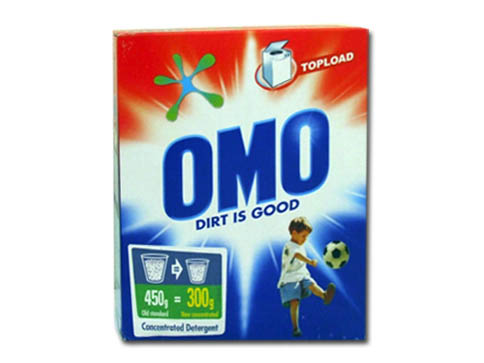 TOPLOAD
OMO
DIRT IS GOOD
450g = 300g
Old standard New concentrated
Concentrated Detergent